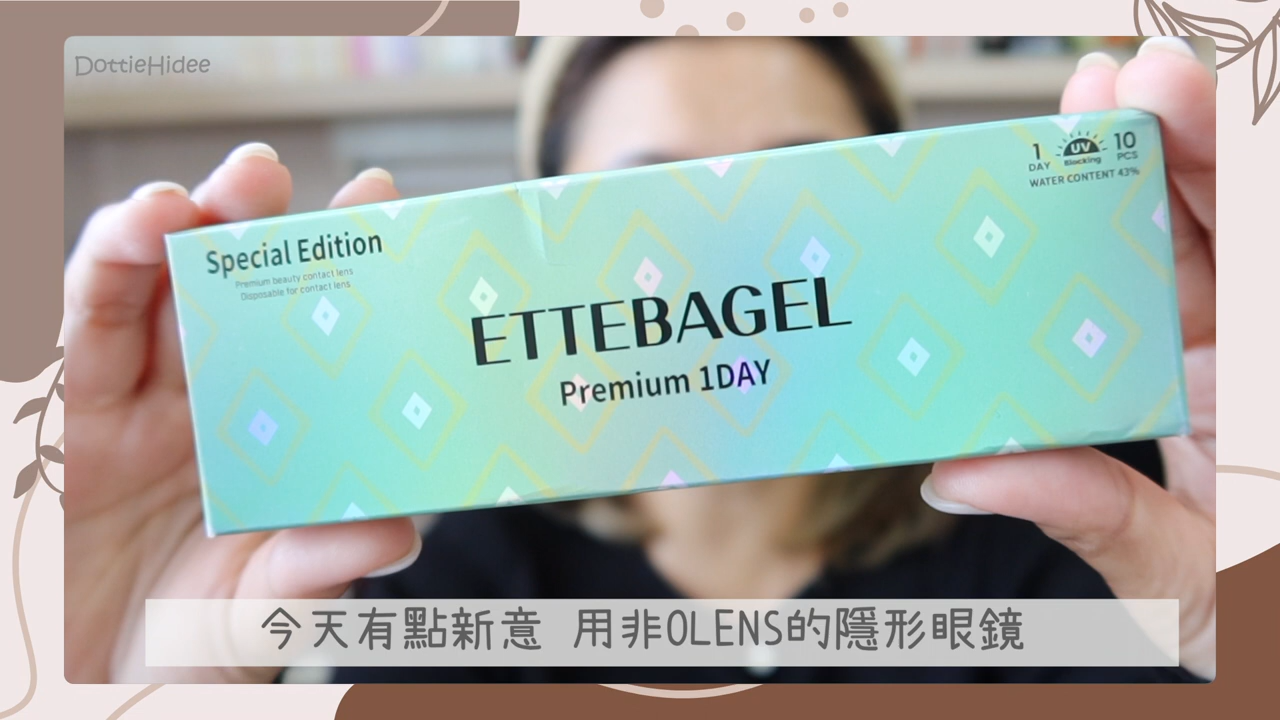 DottieHidee
Special Edition
Premium beauty contact lens
Disposable for contact lens
1
DAY
UV
Blocking
10
PCS
WATER CONTENT 43%
ETTEBAGEL
Premium 1DAY
今天有點新意 用非OLENS的隱形眼鏡